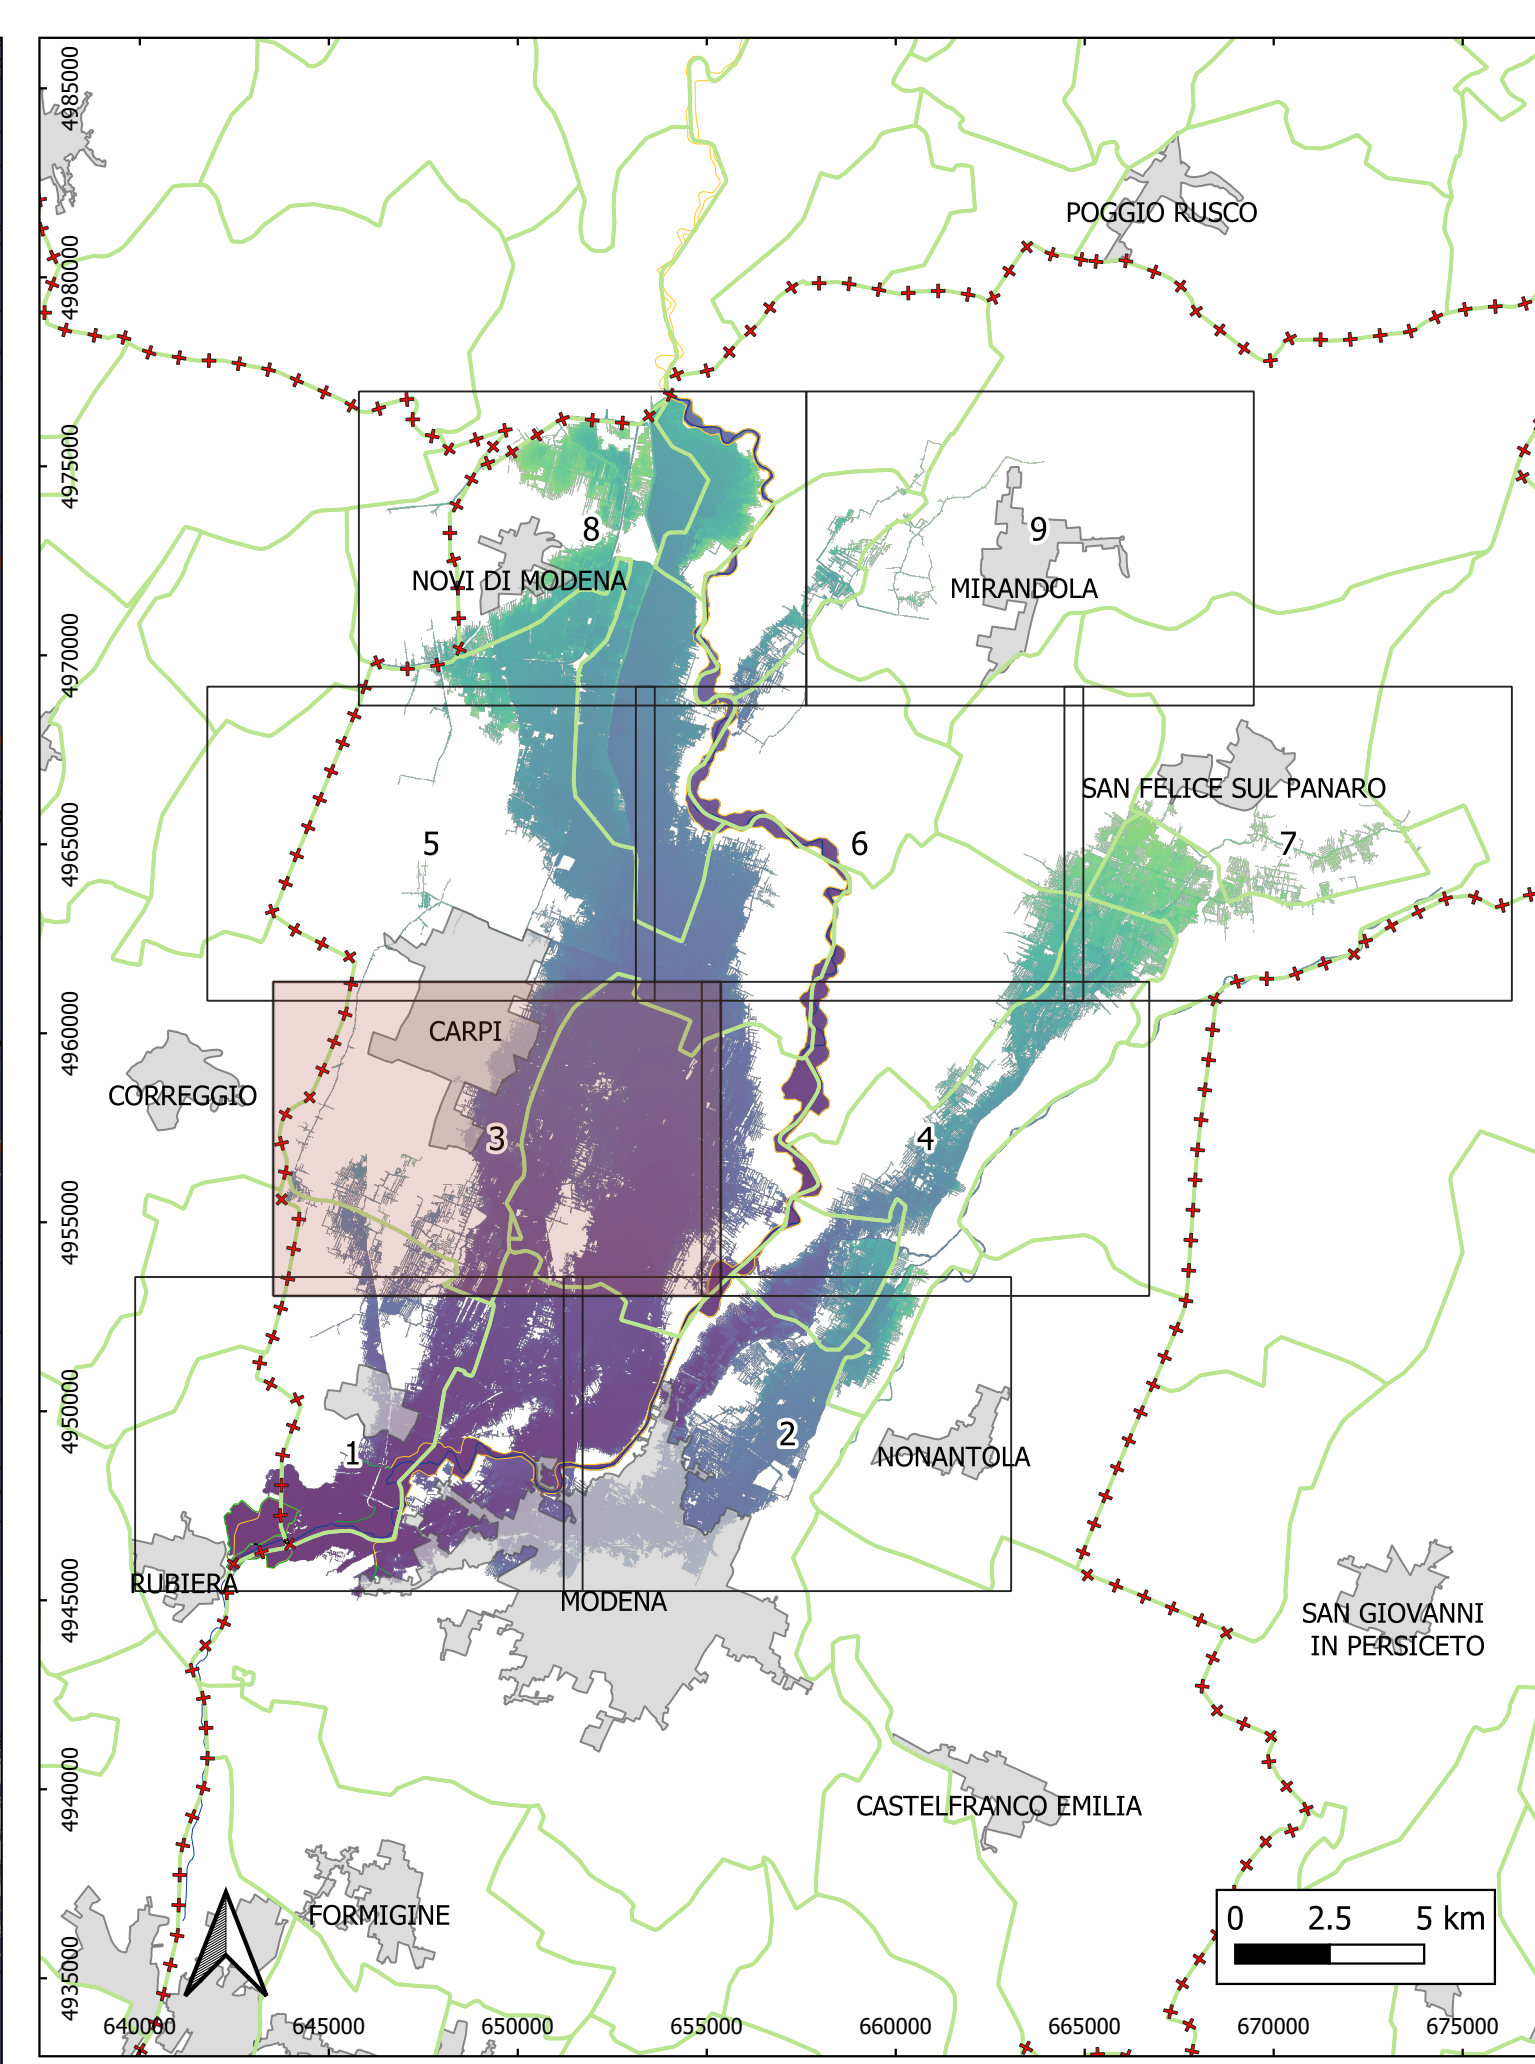 4985000
POGGIO RUSCO
4980000
4975000
8
9
NOVI DI MODENA
MIRANDOLA
4970000
SAN FELICE SUL PANARO
5
6
7
4965000
CARPI
4960000
CORREGGIO
3
4
4955000
2
4950000
1
NONANTOLA
RUBIERA
4945000
MODENA
SAN GIOVANNI
IN PERSICETO
4940000
CASTELFRANCO EMILIA
FORMIGINE
0 2.5 5 km
4935000
640000 645000 650000 655000 660000 665000 670000 675000